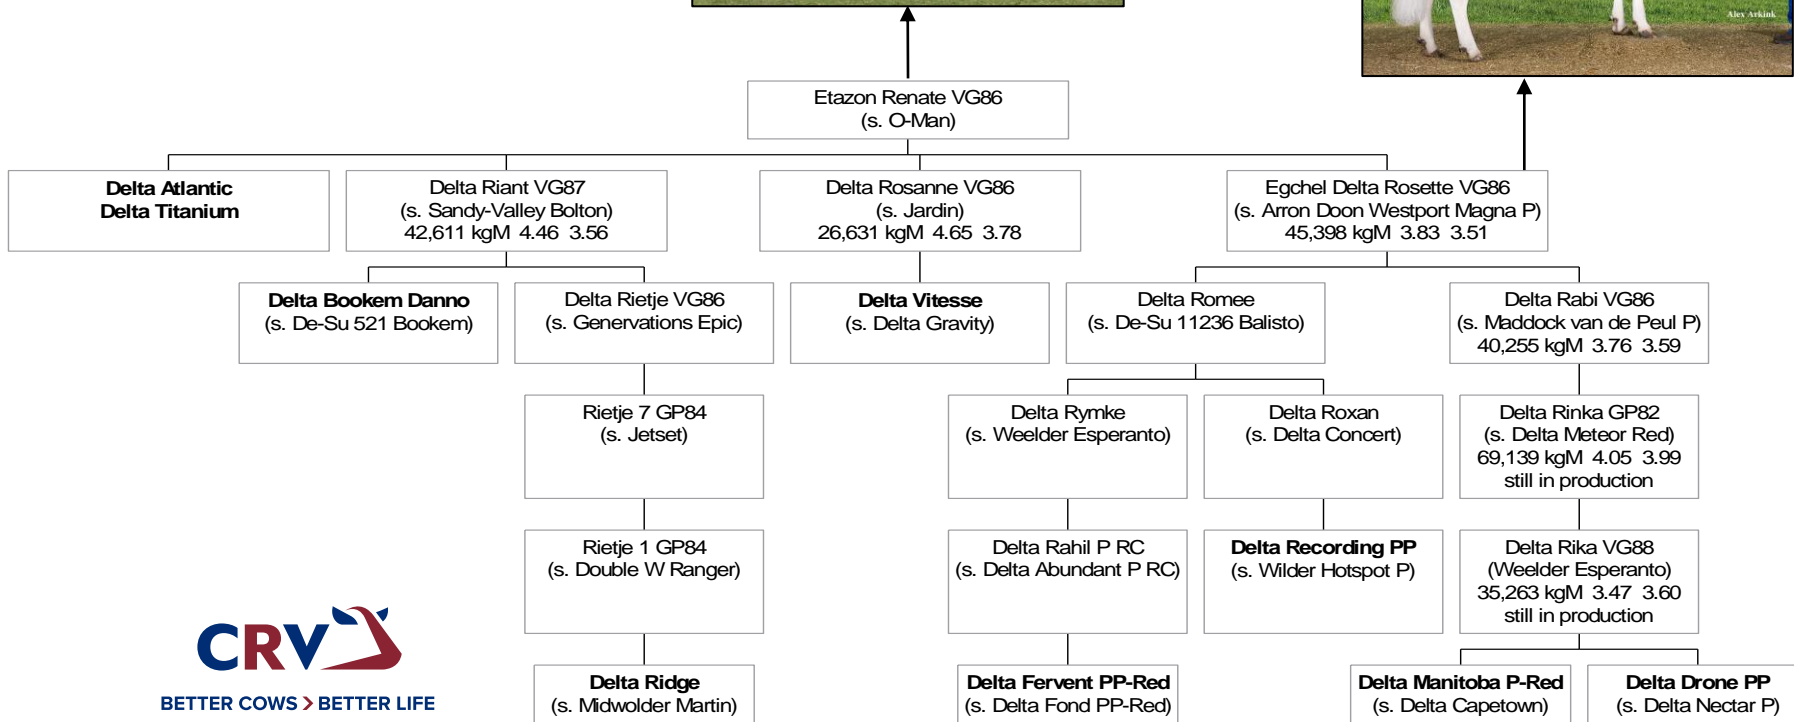 Alex Arkink
Etazon Renate VG86
(s. O-Man)
Delta Atlantic
Delta Titanium
Delta Riant VG87
(s. Sandy-Valley Bolton)
42,611 kgM 4.46 3.56
Delta Rosanne VG86
(s. Jardin)
26,631 kgM 4.65 3.78
Egchel Delta Rosette VG86
(s. Arron Doon Westport Magna P)
45,398 kgM 3.83 3.51
Delta Bookem Danno
(s. De-Su 521 Bookem)
Delta Rietje VG86
(s. Genervations Epic)
Delta Vitesse
(s. Delta Gravity)
Delta Romee
(s. De-Su 11236 Balisto)
Delta Rabi VG86
(s. Maddock van de Peul P)
40,255 kgM 3.76 3.59
Rietje 7 GP84
(s. Jetset)
Delta Rymke
(s. Weelder Esperanto)
Delta Roxan
(s. Delta Concert)
Delta Rinka GP82
(s. Delta Meteor Red)
69,139 kgM 4.05 3.99
still in production
Rietje 1 GP84
(s. Double W Ranger)
Delta Rahil P RC
(s. Delta Abundant P RC)
Delta Recording PP
(s. Wilder Hotspot P)
Delta Rika VG88
(Weelder Esperanto)
35,263 kgM 3.47 3.60
still in production
Delta Ridge
(s. Midwolder Martin)
Delta Fervent PP-Red
(s. Delta Fond PP-Red)
Delta Manitoba P-Red
(s. Delta Capetown)
Delta Drone PP
(s. Delta Nectar P)
CRV
BETTER COWS > BETTER LIFE